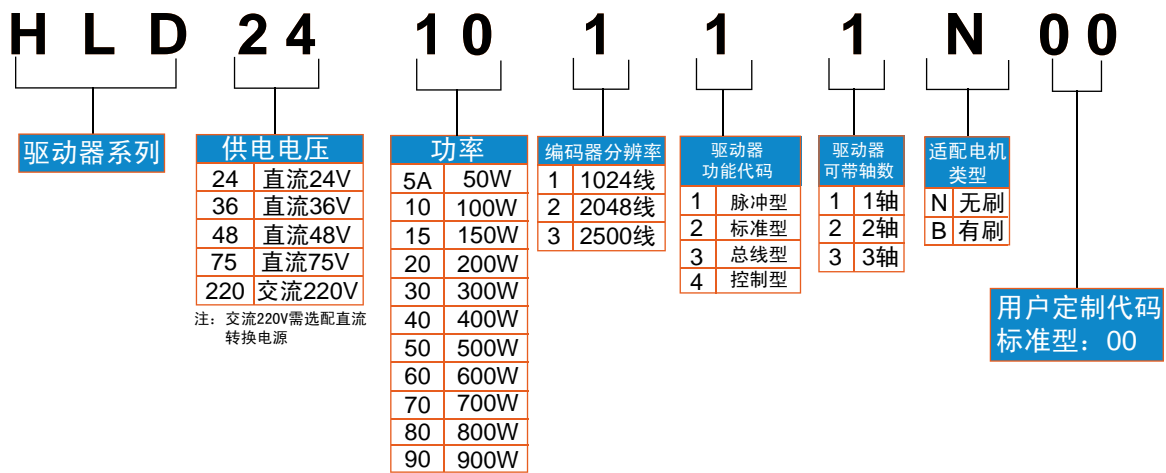 HLD 24 10 1 1 1 N 00
驱动器系列
供电电压
24 直流24V
36 直流36V
48 直流48V
75 直流75V
220 交流220V
注：交流220V需选配直流
转换电源
功率
5A 50W
10 100W
15 150W
20 200W
30 300W
40 400W
50 500W
60 600W
70 700W
80 800W
90 900W
编码器分辨率
1 1024线
2 2048线
3 2500线
驱动器
功能代码
1 脉冲型
2 标准型
3 总线型
4 控制型
驱动器
可带轴数
1 1轴
2 2轴
3 3轴
适配电机
类型
N 无刷
B 有刷
用户定制代码
标准型：00